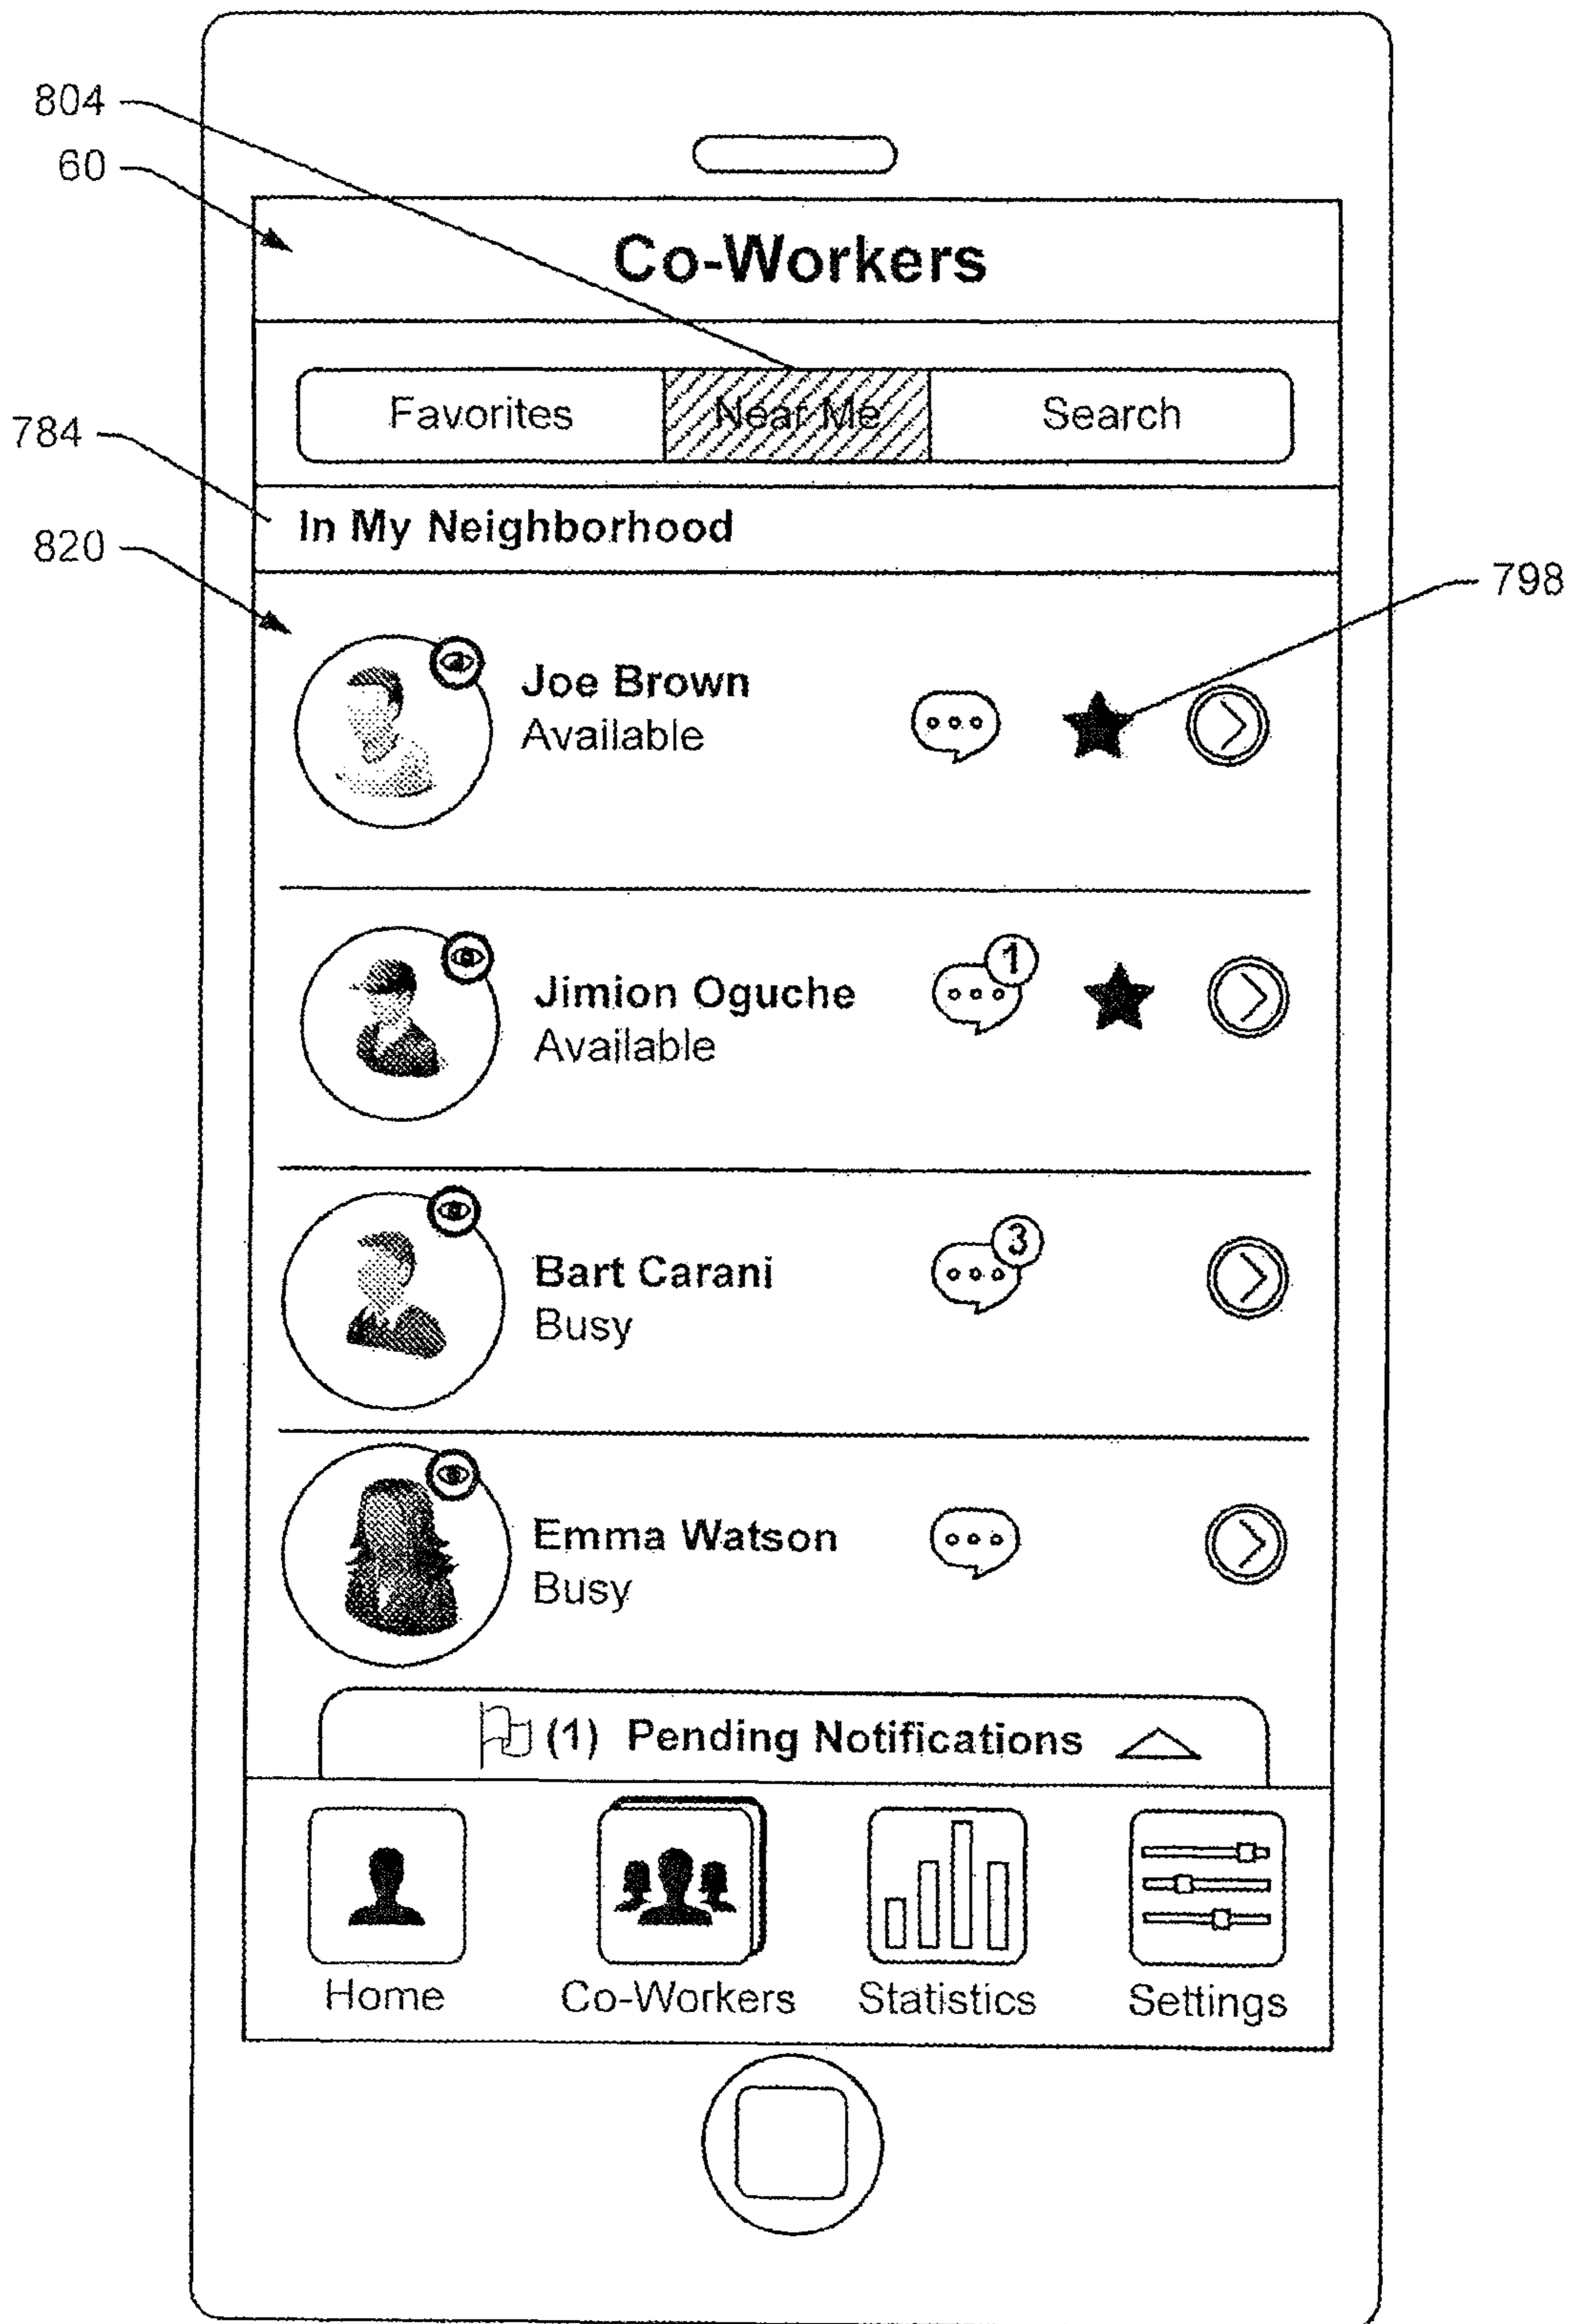 804
60
Co-Workers
Favorites Near Me Search
784
In My Neighborhood
820
798
Joe Brown
Available
1
Jimion Oguche
Available
3
Bart Carani
Busy
Emma Watson
Busy
(1) Pending Notifications
Home Co-Workers Statistics Settings